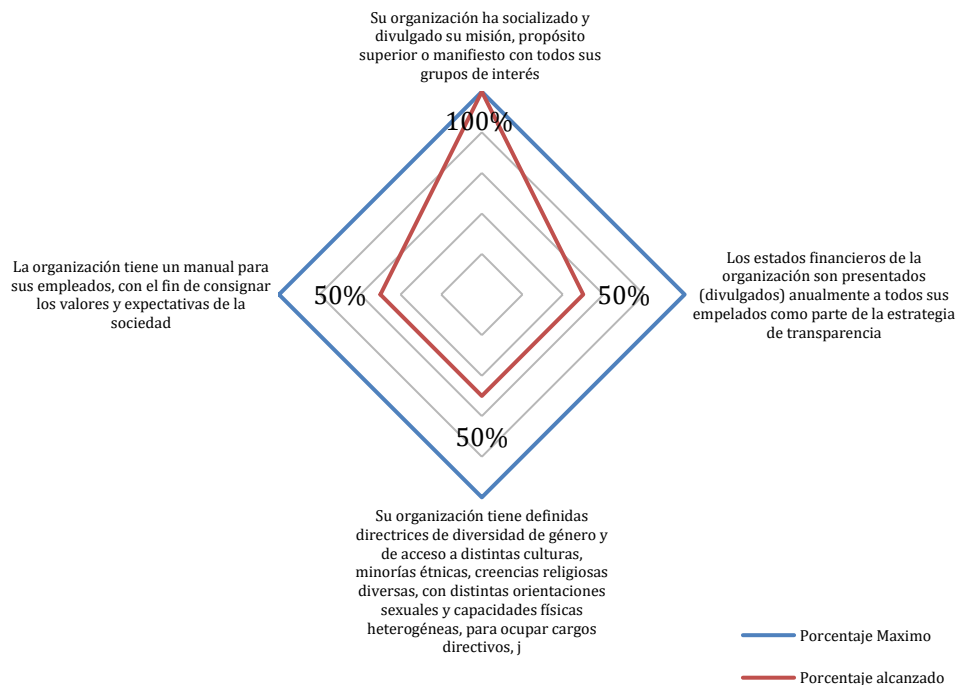 Su organización ha socializado y
divulgado su misión, propósito
superior o manifiesto con todos sus
grupos de interés
100%
La organización tiene un manual para
sus empleados, con el fin de consignar
los valores y expectativas de la
sociedad
50%
50%
Los estados financieros de la
organización son presentados
(divulgados) anualmente a todos sus
empelados como parte de la estrategia
de transparencia
50%
Su organización tiene definidas
directrices de diversidad de género y
de acceso a distintas culturas,
minorías étnicas, creencias religiosas
diversas, con distintas orientaciones
sexuales y capacidades físicas
heterogéneas, para ocupar cargos
directivos, j
Porcentaje Maximo
Porcentaje alcanzado